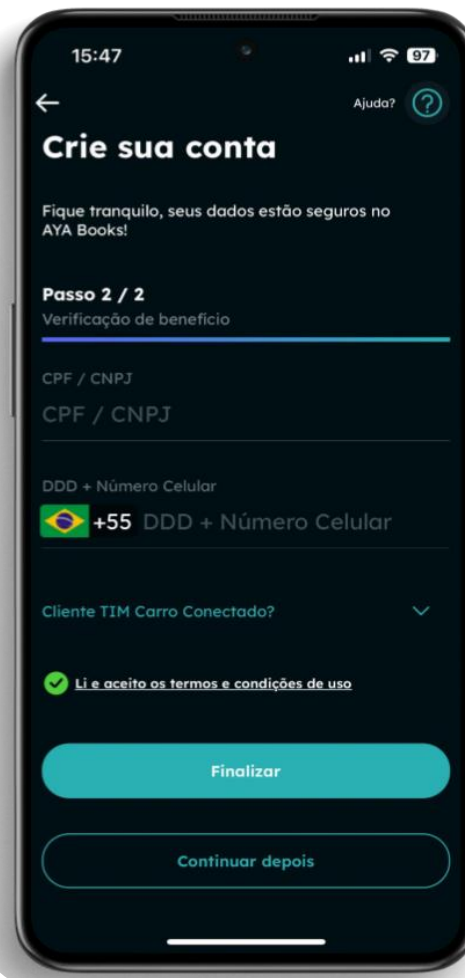 15:47
97
Ajuda?
?
Crie sua conta
Fique tranquilo, seus dados estão seguros no
AYA Books!
Passo 2 / 2
Verificação de benefício
CPF / CNPJ
CPF / CNPJ
DDD + Número Celular
+55 DDD + Número Celular
Cliente TIM Carro Conectado?
Li e aceito os termos e condições de uso
Finalizar
Continuar depois